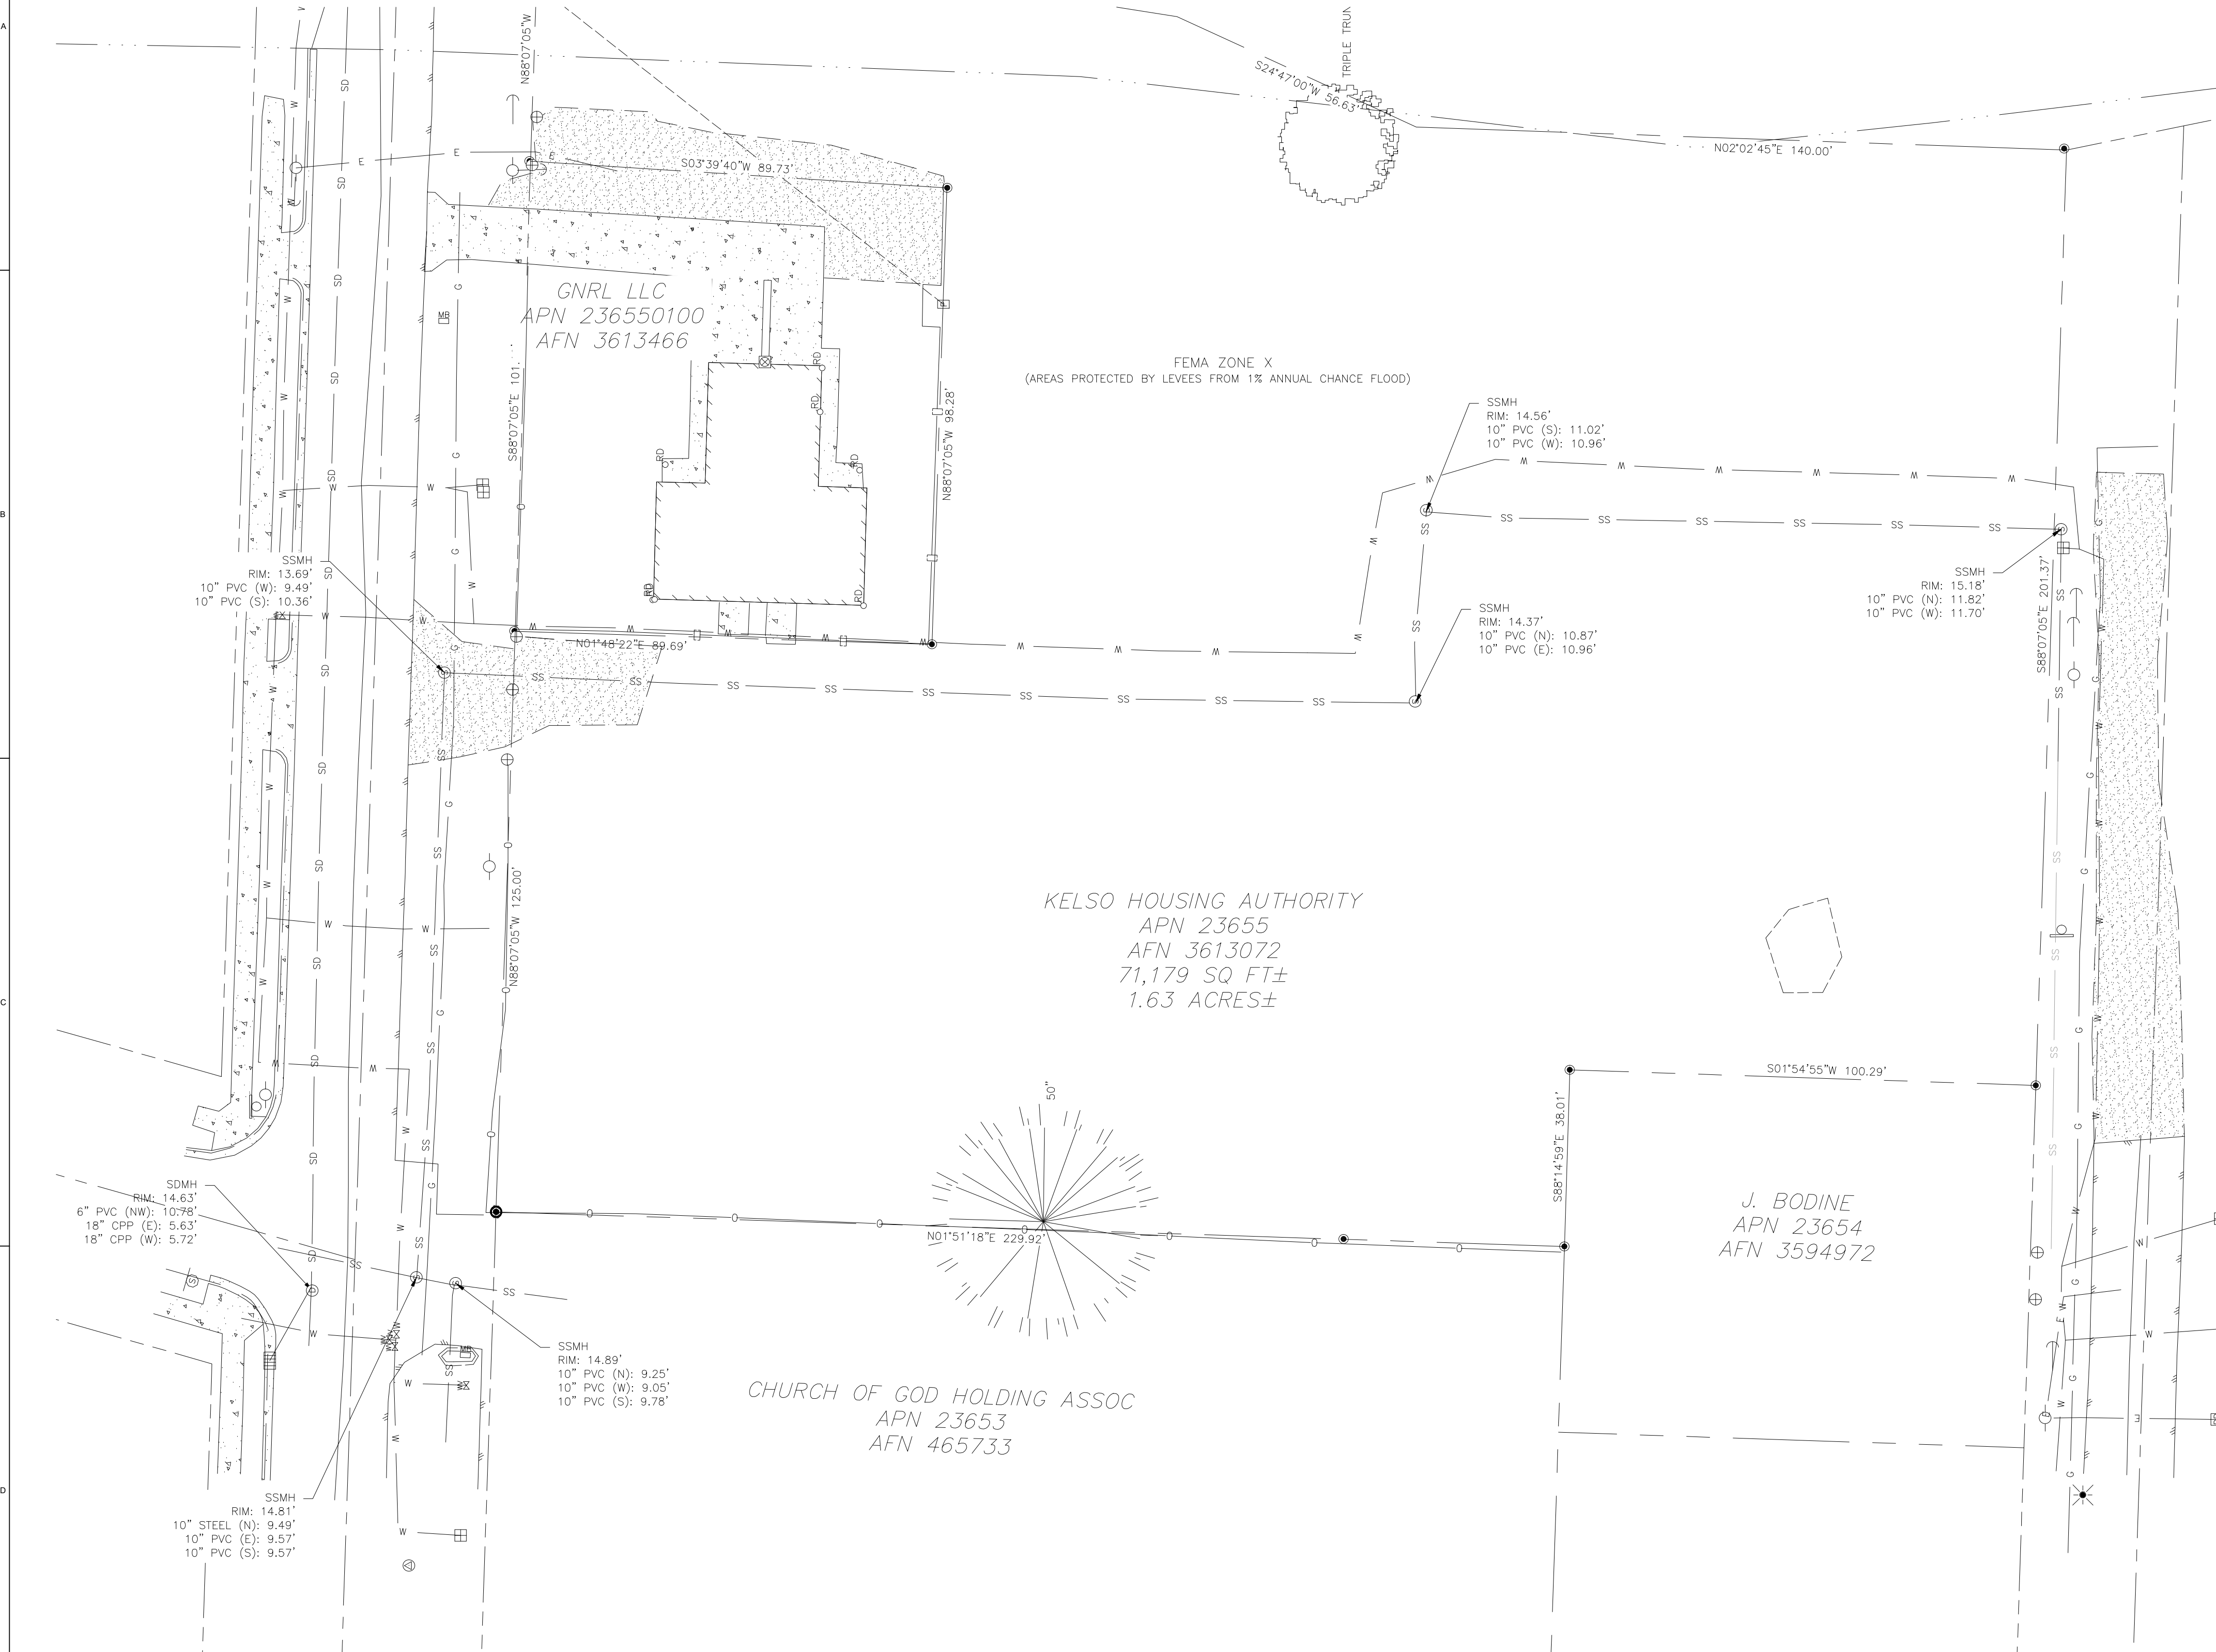 A
B
C
D
TRIPLE TRUN
N88°07'05"W
S24°47'00"W 56.63'
N02°02'45"E 140.00'
S03°39'40"W 89.73'
GNRL LLC
APN 236550100
AFN 3613466
MB
S88°07'05"E 101.
N88°07'05"W 98.28'
RD
RD
RD
RD
RD
RD
FEMA ZONE X
(AREAS PROTECTED BY LEVEES FROM 1% ANNUAL CHANCE FLOOD)
SSMH
RIM: 14.56'
10" PVC (S): 11.02'
10" PVC (W): 10.96'
SSMH
RIM: 13.69'
10" PVC (W): 9.49'
10" PVC (S): 10.36'
SSMH
RIM: 15.18'
10" PVC (N): 11.82'
10" PVC (W): 11.70'
SSMH
RIM: 14.37'
10" PVC (N): 10.87'
10" PVC (E): 10.96'
N01°48'22"E 89.69'
S88°07'05"E 201.37'
N88°07'05"W 125.00'
KELSO HOUSING AUTHORITY
APN 23655
AFN 3613072
71,179 SQ FT±
1.63 ACRES±
50"
S01°54'55"W 100.29'
S88°14'59"E 38.01'
J. BODINE
APN 23654
AFN 3594972
N01°51'18"E 229.92'
SDMH
RIM: 14.63'
6" PVC (NW): 10.78'
18" CPP (E): 5.63'
18" CPP (W): 5.72'
SSMH
RIM: 14.89'
10" PVC (N): 9.25'
10" PVC (W): 9.05'
10" PVC (S): 9.78'
MB
CHURCH OF GOD HOLDING ASSOC
APN 23653
AFN 465733
SSMH
RIM: 14.81'
10" STEEL (N): 9.49'
10" PVC (E): 9.57'
10" PVC (S): 9.57'